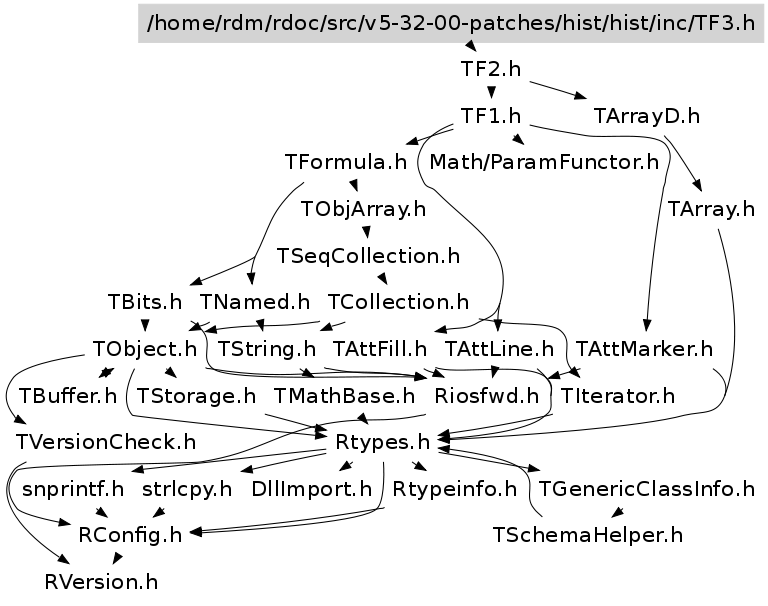 /home/rdm/rdoc/src/v5-32-00-patches/hist/hist/inc/TF3.h
TF2.h
TF1.h TArrayD.h
TFormula.h Math/ParamFunctor.h
TObjArray.h TArray.h
TSeqCollection.h
TBits.h TNamed.h TCollection.h
TObject.h TString.h TAttFill.h TAttLine.h TAttMarker.h
TBuffer.h TStorage.h TMathBase.h Riosfwd.h TIterator.h
TVersionCheck.h Rtypes.h
snprintf.h strlcpy.h DllImport.h Rtypeinfo.h TGenericClassInfo.h
RConfig.h TSchemaHelper.h
RVersion.h